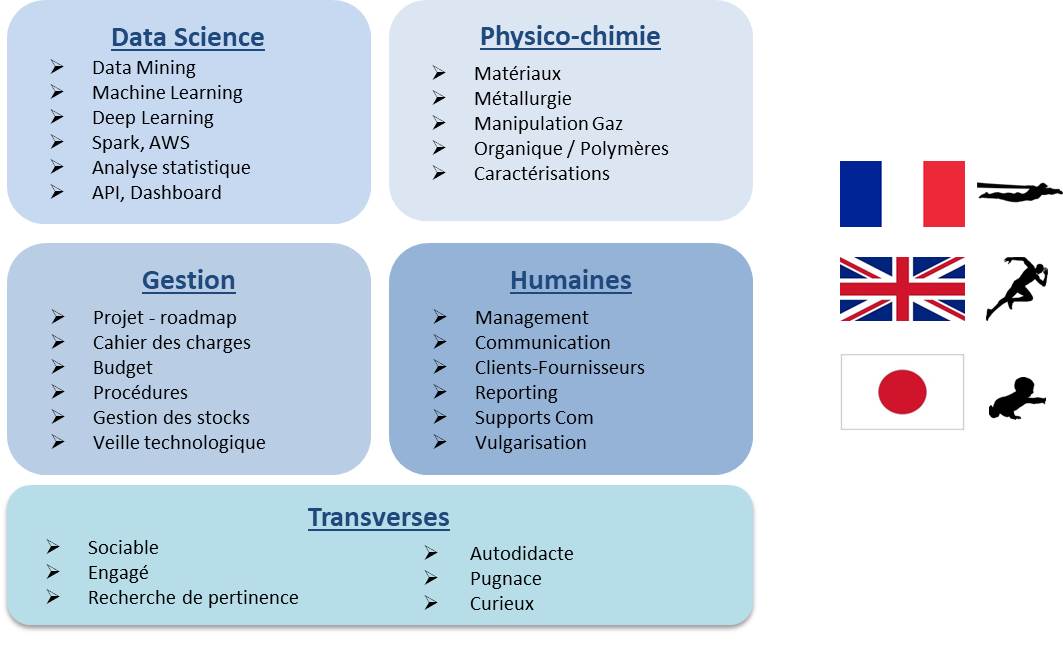 Data Science
Data Mining
Machine Learning
Deep Learning
Spark, AWS
Analyse statistique
API, Dashboard
Physico-chimie
Matériaux
Métallurgie
Manipulation Gaz
Organique / Polymères
Caractérisations
Gestion
Projet - roadmap
Cahier des charges
Budget
Procédures
Gestion des stocks
Veille technologique
Humaines
Management
Communication
Clients-Fournisseurs
Reporting
Supports Com
Vulgarisation
Transverses
Sociable
Engagé
Recherche de pertinence
Autodidacte
Pugnace
Curieux